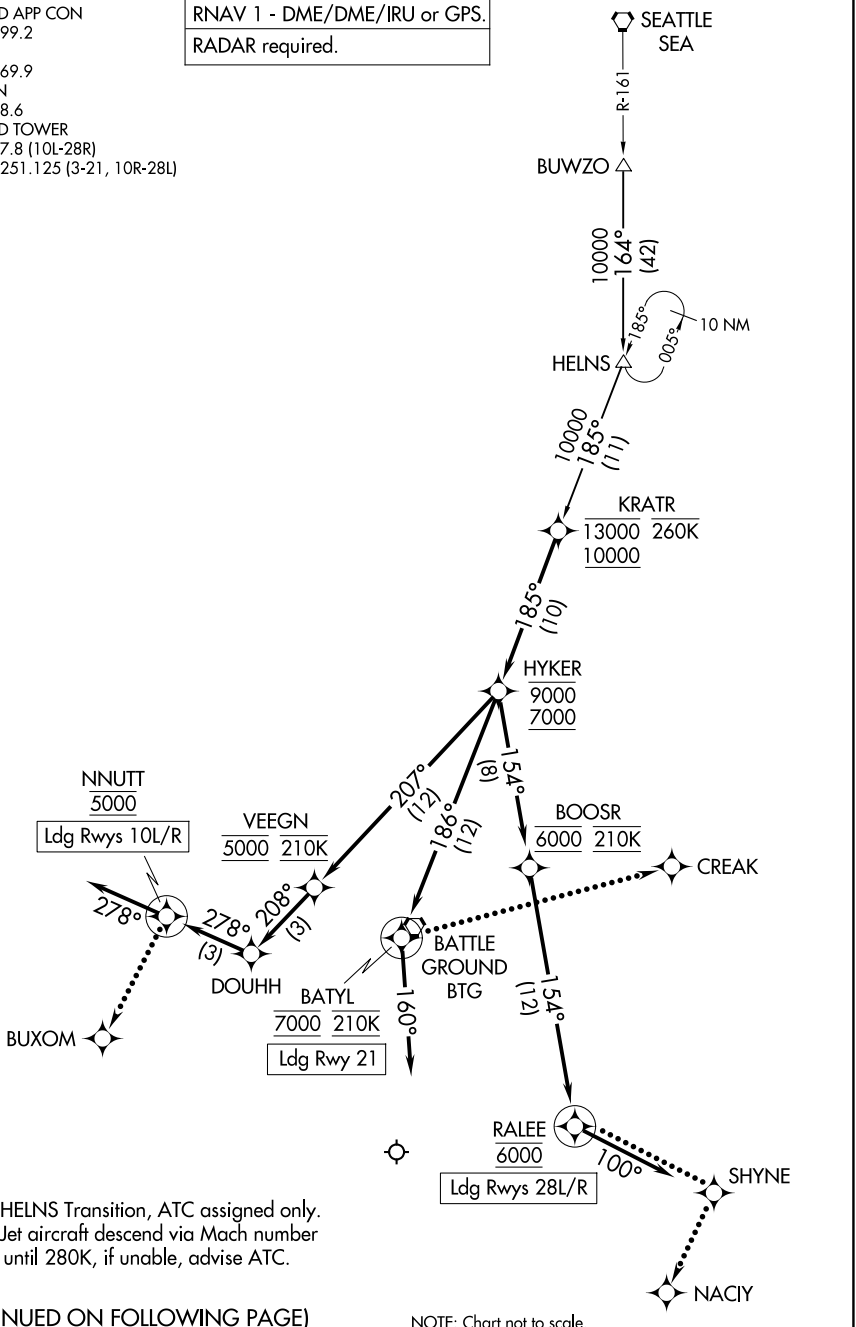 D APP CON
99.2
69.9
N
8.6
D TOWER
7.8 (10L-28R)
251.125 (3-21, 10R-28L)
RNAV 1 - DME/DME/IRU or GPS.
RADAR required.
SEATTLE
SEA
R-161
BUWZO
10000
164°
(42)
HELNS
185°
005°
10 NM
10000
185°
(11)
KRATR
13000 260K
10000
185°
(10)
HYKER
9000
7000
207°
(12)
186°
(12)
154°
(8)
NNUTT
5000
Ldg Rwys 10L/R
VEEGN
5000 210K
BOOSR
6000 210K
CREAK
278°
278°
(3)
208°
(3)
DOUHH
BATTLE
GROUND
BTG
BATYL
7000 210K
Ldg Rwy 21
160°
154°
(12)
BUXOM
RALEE
6000
Ldg Rwys 28L/R
100°
SHYNE
NACIY
HELNS Transition, ATC assigned only.
Jet aircraft descend via Mach number
until 280K, if unable, advise ATC.
NUED ON FOLLOWING PAGE)
NOTE: Chart not to scale